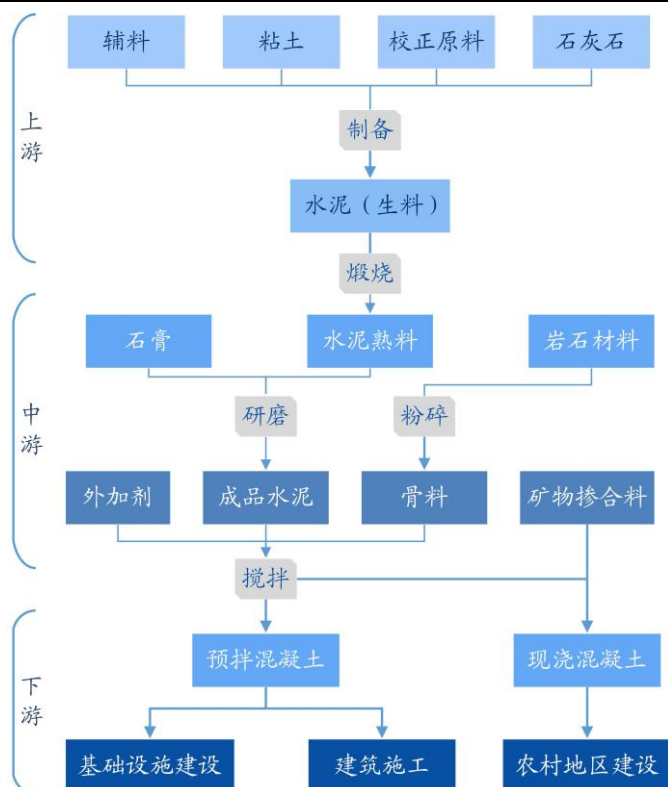 上游
辅料
粘土
校正原料
石灰石
制备
水泥（生料）
煅烧
中游
石膏
水泥熟料
岩石材料
研磨
粉碎
外加剂
成品水泥
骨料
矿物掺合料
搅拌
下游
预拌混凝土
现浇混凝土
基础设施建设
建筑施工
农村地区建设